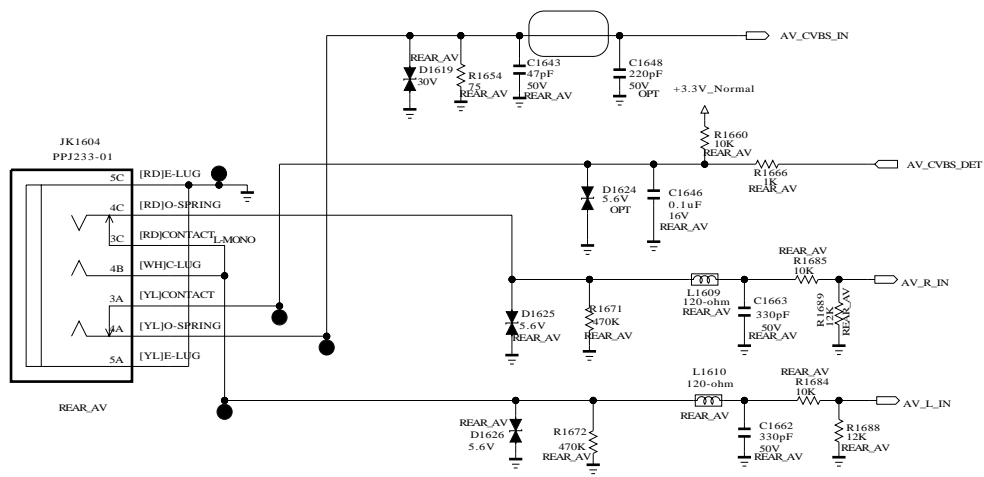 AV_CVBS_IN
REAR_AV
D1619
30V
R1654
75
REAR_AV
C1643
47pF
50V
REAR_AV
C1648
220pF
50V
OPT
+3.3V_Normal
R1660
10K
REAR_AV
R1666
1K
REAR_AV
AV_CVBS_DET
D1624
5.6V
OPT
C1646
0.1uF
16V
REAR_AV
JK1604
PPJ233-01
5C
[RD]E-LUG
4C
[RD]O-SPRING
3C
[RD]CONTACT
L-MONO
4B
[WH]C-LUG
3A
[YL]CONTACT
4A
[YL]O-SPRING
5A
[YL]E-LUG
REAR_AV
D1625
5.6V
REAR_AV
R1671
470K
REAR_AV
L1609
120-ohm
REAR_AV
C1663
330pF
50V
REAR_AV
REAR_AV
R1685
10K
R1689
12K
REAR_AV
AV_R_IN
REAR_AV
D1626
5.6V
R1672
470K
REAR_AV
L1610
120-ohm
REAR_AV
C1662
330pF
50V
REAR_AV
REAR_AV
R1684
10K
R1688
12K
REAR_AV
AV_L_IN